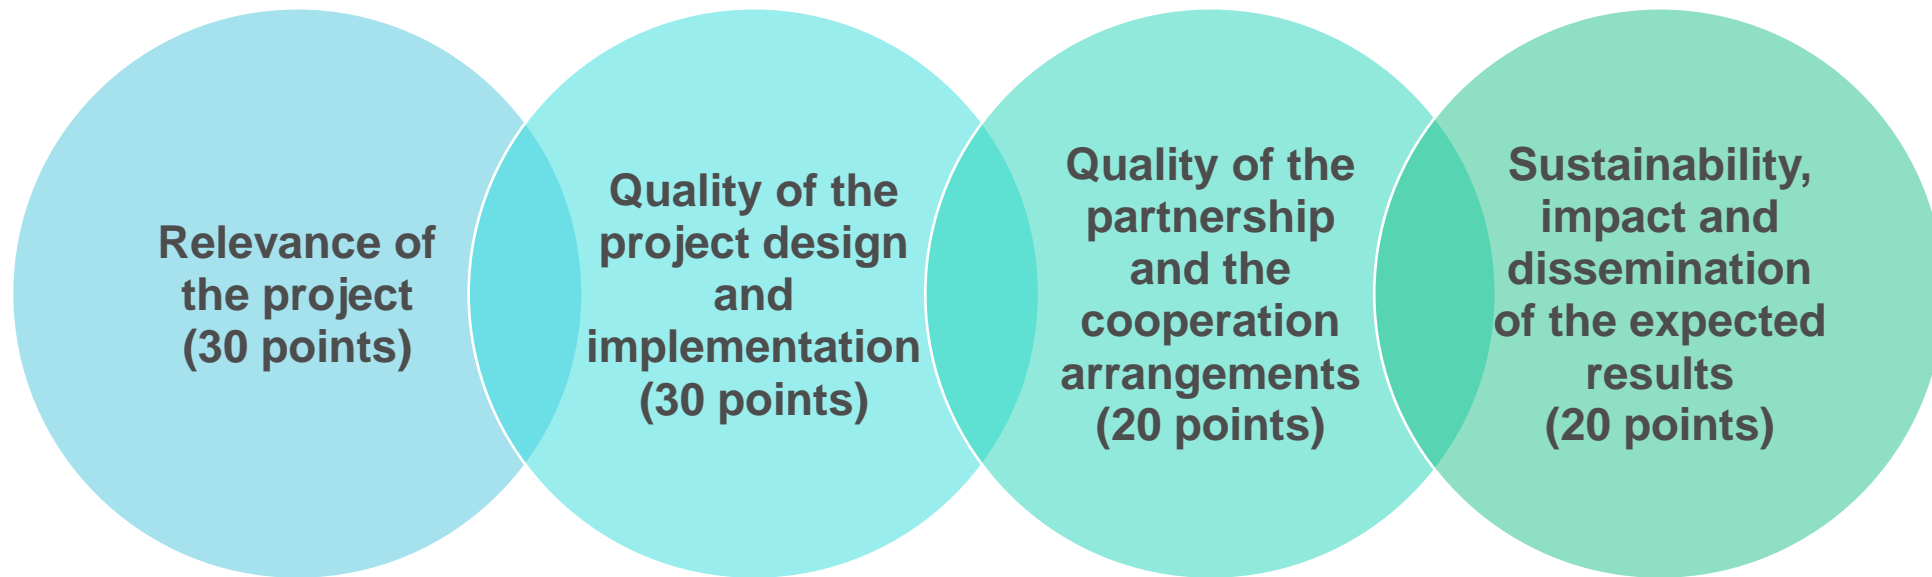 Relevance of
the project
(30 points)
Quality of the
project design
and
implementation
(30 points)
Quality of the
partnership
and the
cooperation
arrangements
(20 points)
Sustainability,
impact and
dissemination
of the expected
results
(20 points)